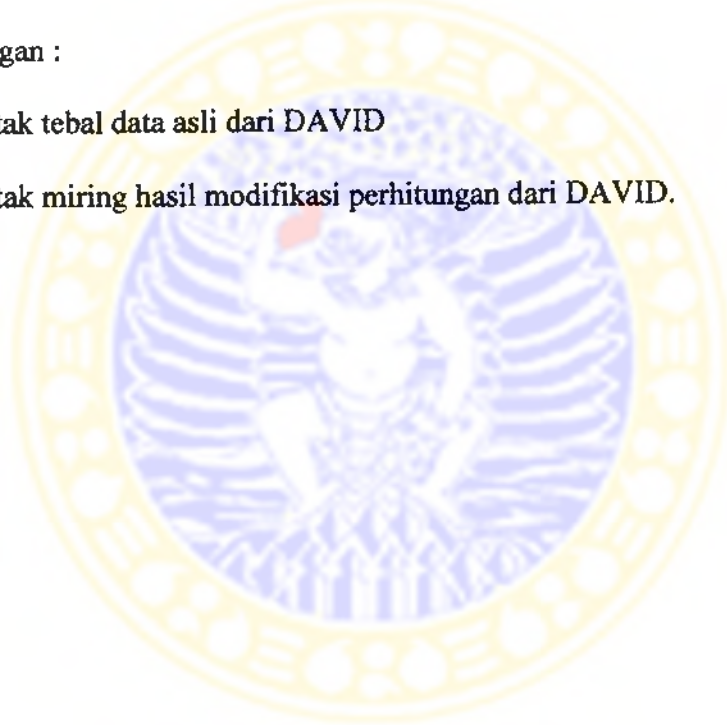 gan :
tak tebal data asli dari DAVID
tak miring hasil modifikasi perhitungan dari DAVID.